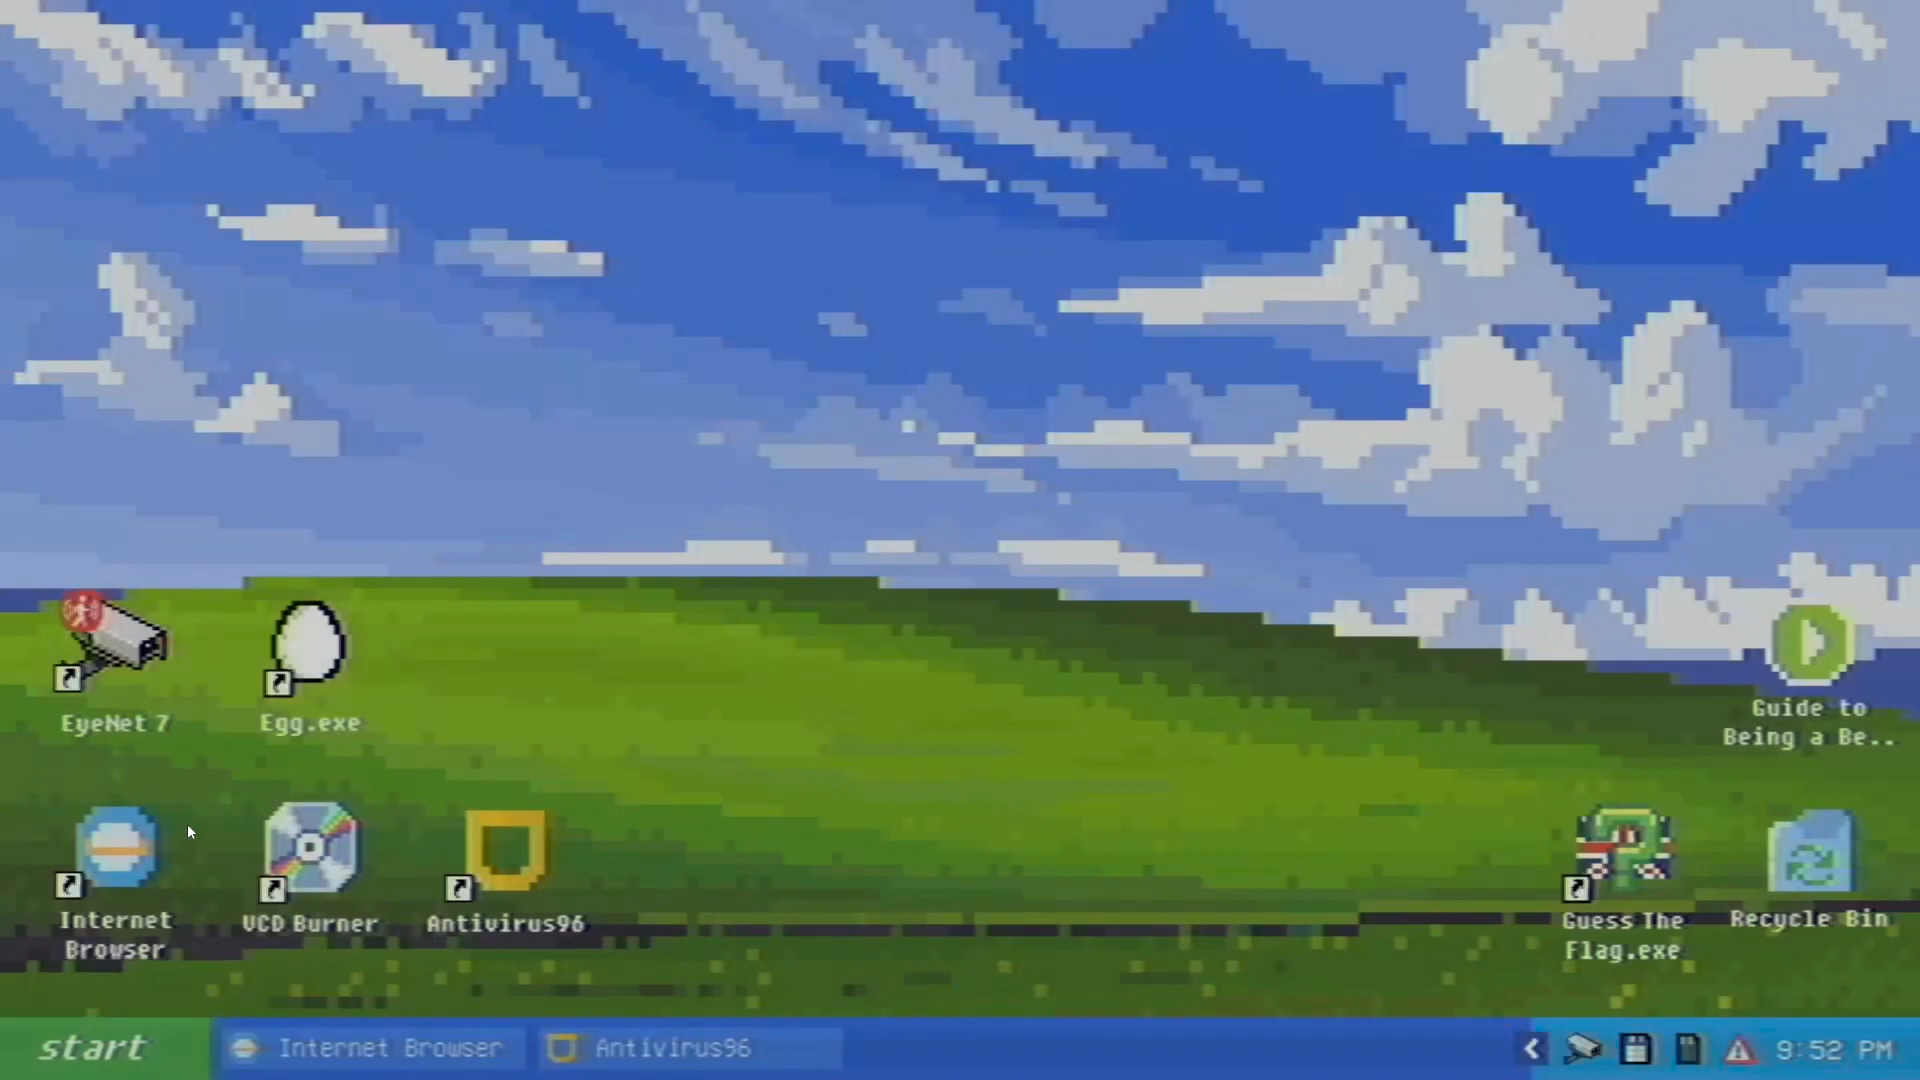 EyeNet 7
Egg.exe
Guide to
Being a Be..
Internet
Browser
VCD Burner
Antivirus96
Guess The
Flag.exe
Recycle Bin
start
Internet Browser
Antivirus96
9:52 PM